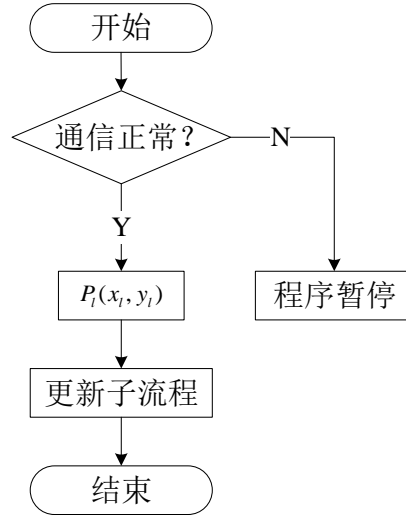 开始
通信正常？
N
Y
P_l(x_l, y_l)
程序暂停
更新子流程
结束